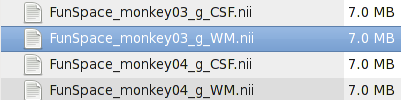 FunSpace_monkey03_g_CSF.nii 7.0 MB
FunSpace_monkey03_g_WM.nii 7.0 MB
FunSpace_monkey04_g_CSF.nii 7.0 MB
FunSpace_monkey04_g_WM.nii 7.0 MB